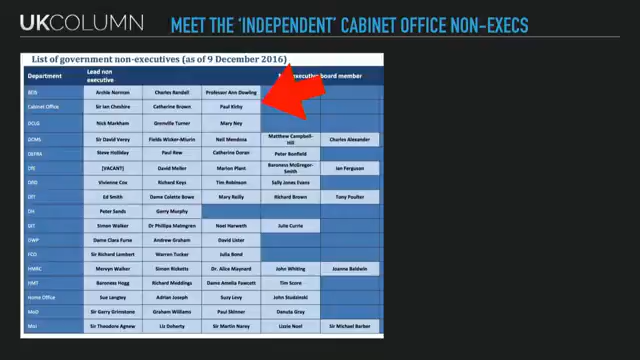 UKCOLUMN
MEET THE 'INDEPENDENT' CABINET OFFICE NON-EXECS
List of government non-executives (as of 9 December 2016)
Department Lead non executive executive board member
BEIS Archie Norman Charles Randell Professor Ann Dowling
Cabinet Office Sir Ian Cheshire Catherine Brown Paul Kirby
DCLG Nick Markham Grenville Turner Mary Ney
DCMS Sir David Verey Fields Wicker-Miurin Neil Mendoza Matthew Campbell-Hill Charles Alexander
DEFRA Steve Holliday Paul Rew Catherine Doran Peter Bonfield
DfE [VACANT] David Meller Marion Plant Baroness McGregor-Smith Ian Ferguson
DfID Vivienne Cox Richard Keys Tim Robinson Sally Jones Evans
DfT Ed Smith Dame Colette Bowe Mary Reilly Richard Brown Tony Poulter
DH Peter Sands Gerry Murphy
DIT Simon Walker Dr Philippa Malmgren Noel Harweth Julie Currie
DWP Dame Clara Furse Andrew Graham David Lister
FCO Sir Richard Lambert Warren Tucker Julia Bond
HMRC Mervyn Walker Simon Ricketts Dr. Alice Maynard John Whiting Joanna Baldwin
HMT Baroness Hogg Richard Meddings Dame Amelia Fawcett Tim Score
Home Office Sue Langley Adrian Joseph Suzy Levy John Studzinski
MoD Sir Gerry Grimstone Graham Williams Paul Skinner Danuta Gray
MoJ Sir Theodore Agnew Liz Doherty Sir Martin Narey Lizzie Noel Sir Michael Barber